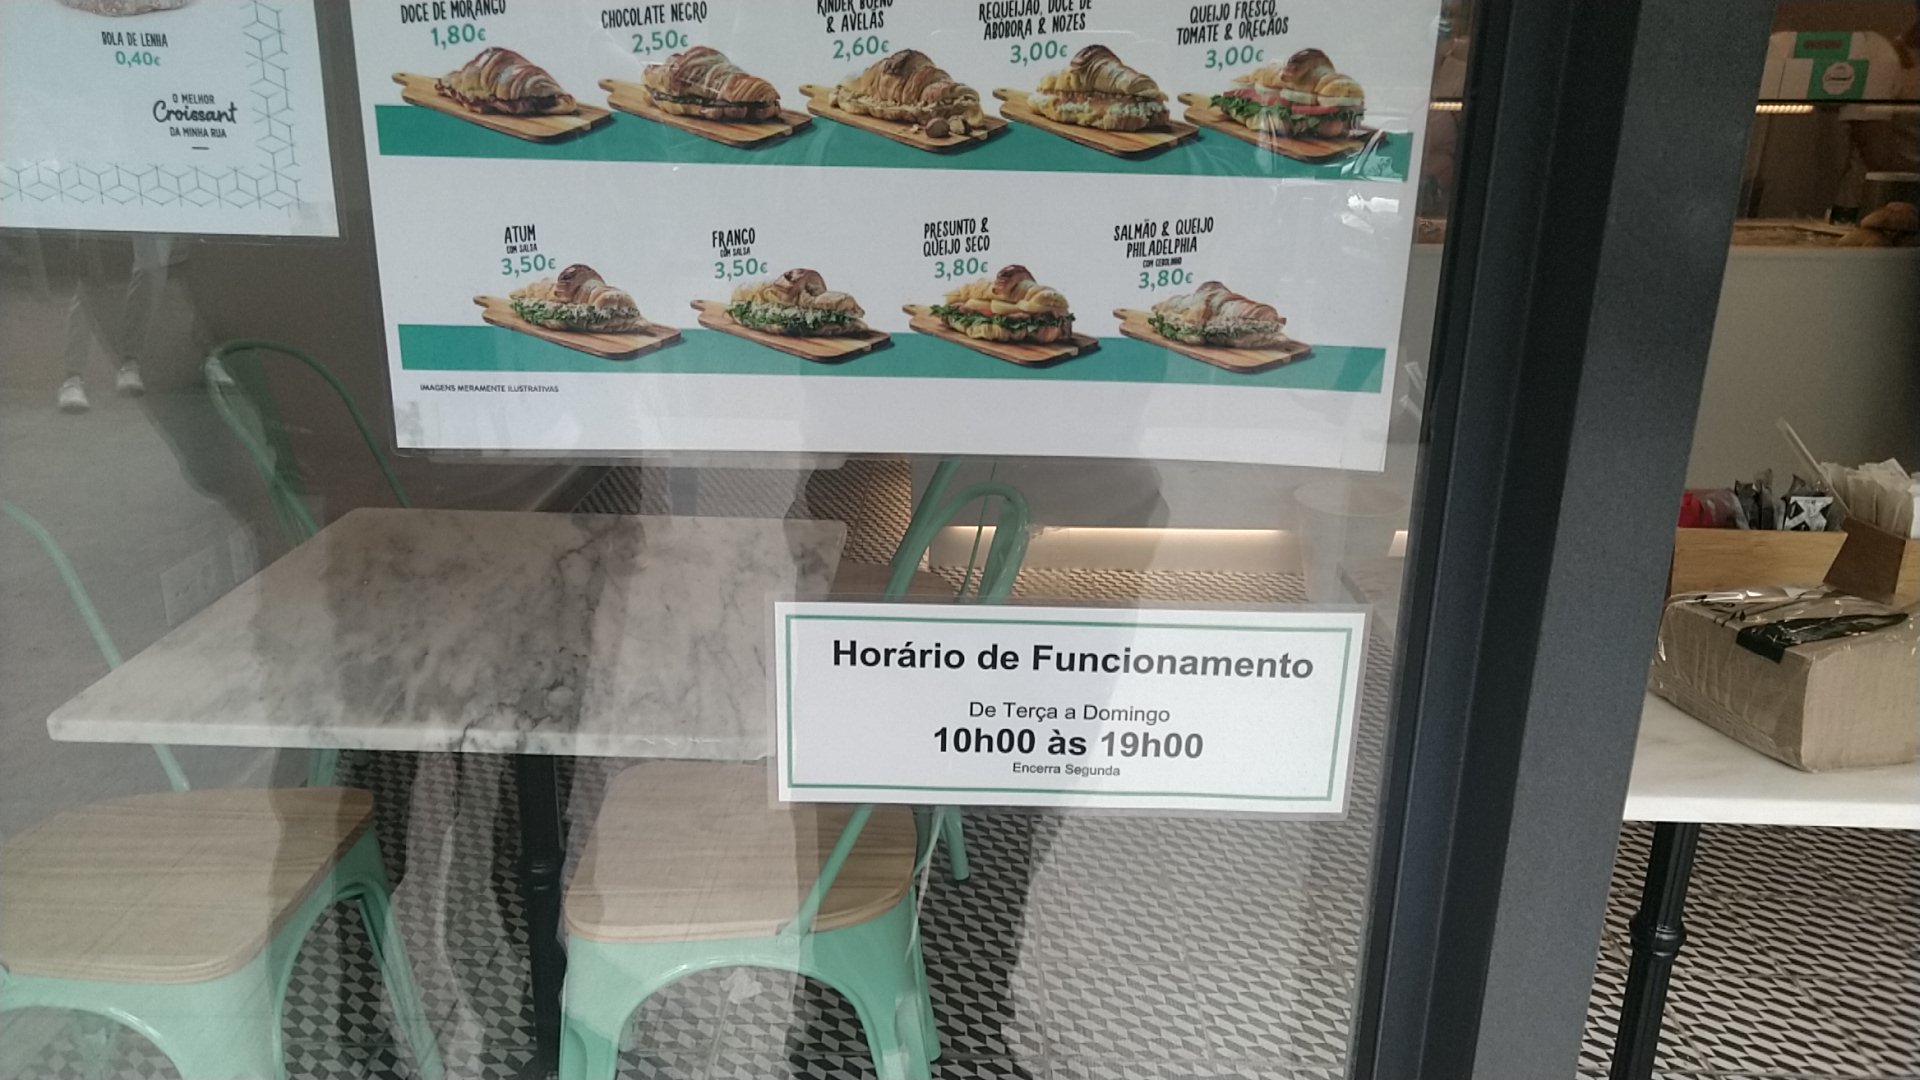 BOLA DE LENHA
0,40€
O MELHOR
Croissant
DA MINHA RUA
DOCE DE MORANGO
1,80€
CHOCOLATE NEGRO
2,50€
KINDER BUENO
& AVELÃS
2,60€
REQUEIJÃO, DOCE DE
ABÓBORA & NOZES
3,00€
QUEIJO FRESCO,
TOMATE & OREGÃOS
3,00€
ATUM
COM SALSA
3,50€
FRANGO
COM SALSA
3,50€
PRESUNTO &
QUEIJO SECO
3,80€
SALMÃO & QUEIJO
PHILADELPHIA
COM CEBOLINHO
3,80€
IMAGENS MERAMENTE ILUSTRATIVAS
Horário de Funcionamento
De Terça a Domingo
10h00 às 19h00
Encerra Segunda